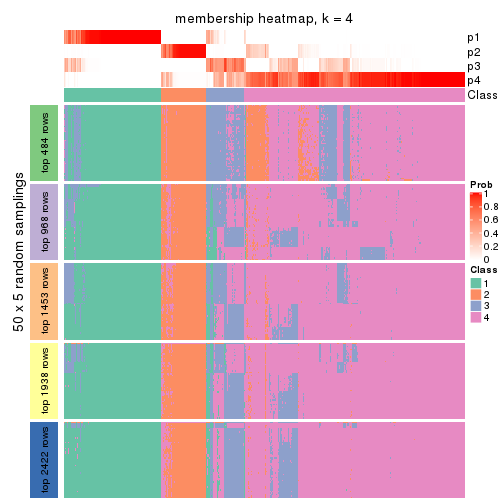 membership heatmap, k = 4
p1
p2
p3
p4
Class
50 x 5 random samplings
top 484 rows
top 968 rows
top 1453 rows
top 1938 rows
top 2422 rows
Prob
1
0.8
0.6
0.4
0.2
0
Class
1
2
3
4